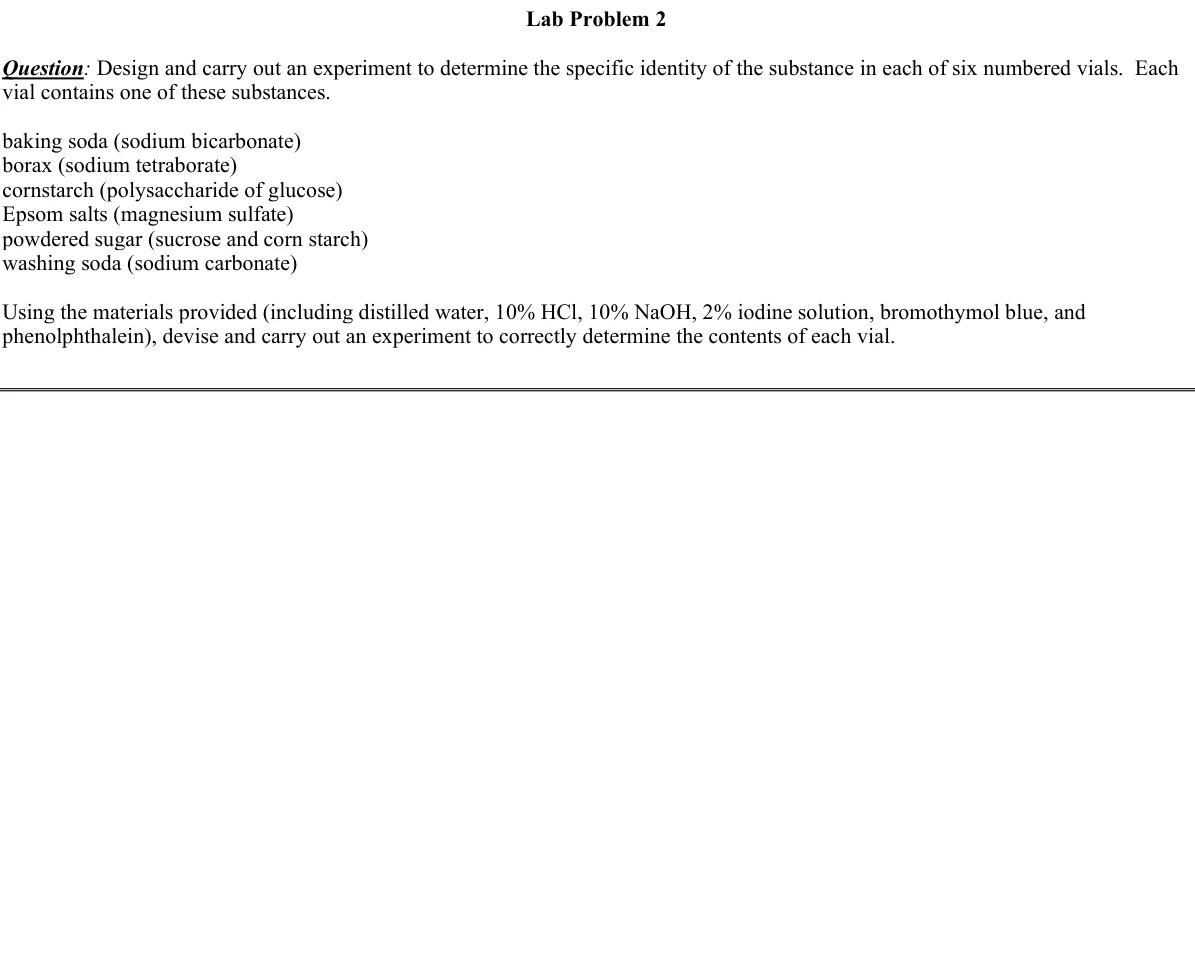 Lab Problem 2
Question: Design and carry out an experiment to determine the specific identity of the substance in each of six numbered vials.  Each
vial contains one of these substances.
baking soda (sodium bicarbonate)
borax (sodium tetraborate)
cornstarch (polysaccharide of glucose)
Epsom salts (magnesium sulfate)
powdered sugar (sucrose and corn starch)
washing soda (sodium carbonate)
Using the materials provided (including distilled water, 10% HCl, 10% NaOH, 2% iodine solution, bromothymol blue, and
phenolphthalein), devise and carry out an experiment to correctly determine the contents of each vial.